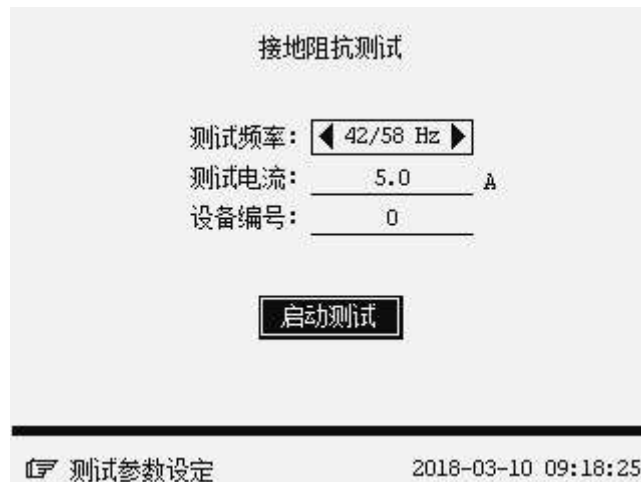 接地阻抗测试
测试频率: 42/58 Hz
测试电流: 5.0 A
设备编号: 0
启动测试
测试参数设定 2018-03-10 09:18:25